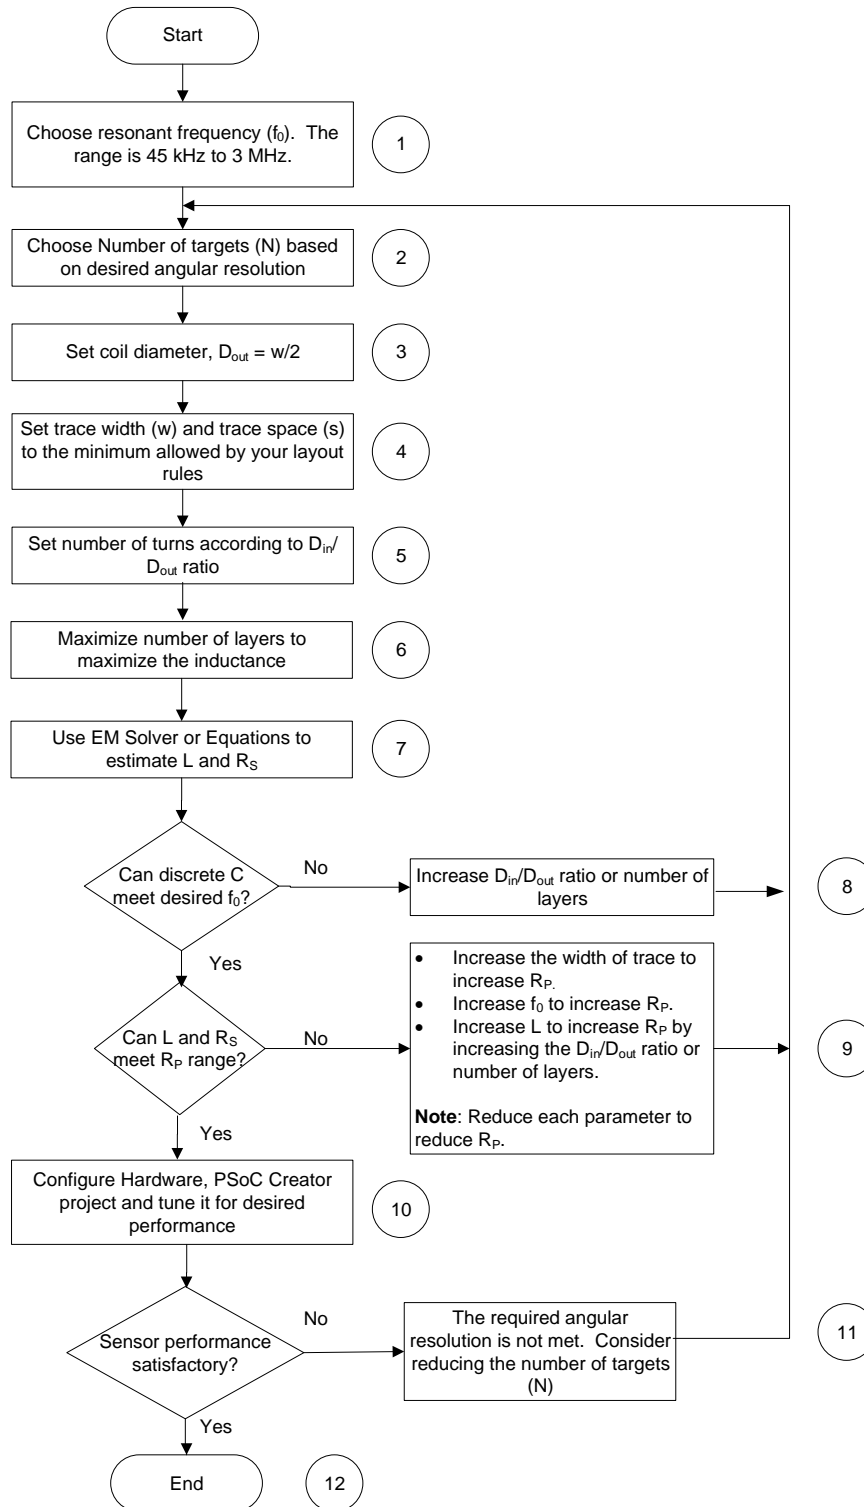 Start
Choose resonant frequency (f₀). The
range is 45 kHz to 3 MHz.
1
Choose Number of targets (N) based
on desired angular resolution
2
Set coil diameter, Dout = w/2
3
Set trace width (w) and trace space (s)
to the minimum allowed by your layout
rules
4
Set number of turns according to Din/
Dout ratio
5
Maximize number of layers to
maximize the inductance
6
Use EM Solver or Equations to
estimate L and RS
7
Can discrete C
meet desired f₀?
No
Increase Din/Dout ratio or number of
layers
8
Yes
Can L and RS
meet RP range?
No
• Increase the width of trace to
increase RP.
• Increase f₀ to increase RP.
• Increase L to increase RP by
increasing the Din/Dout ratio or
number of layers.
Note: Reduce each parameter to
reduce RP.
9
Yes
Configure Hardware, PSoC Creator
project and tune it for desired
performance
10
Sensor performance
satisfactory?
No
The required angular
resolution is not met. Consider
reducing the number of targets
(N)
11
Yes
End
12